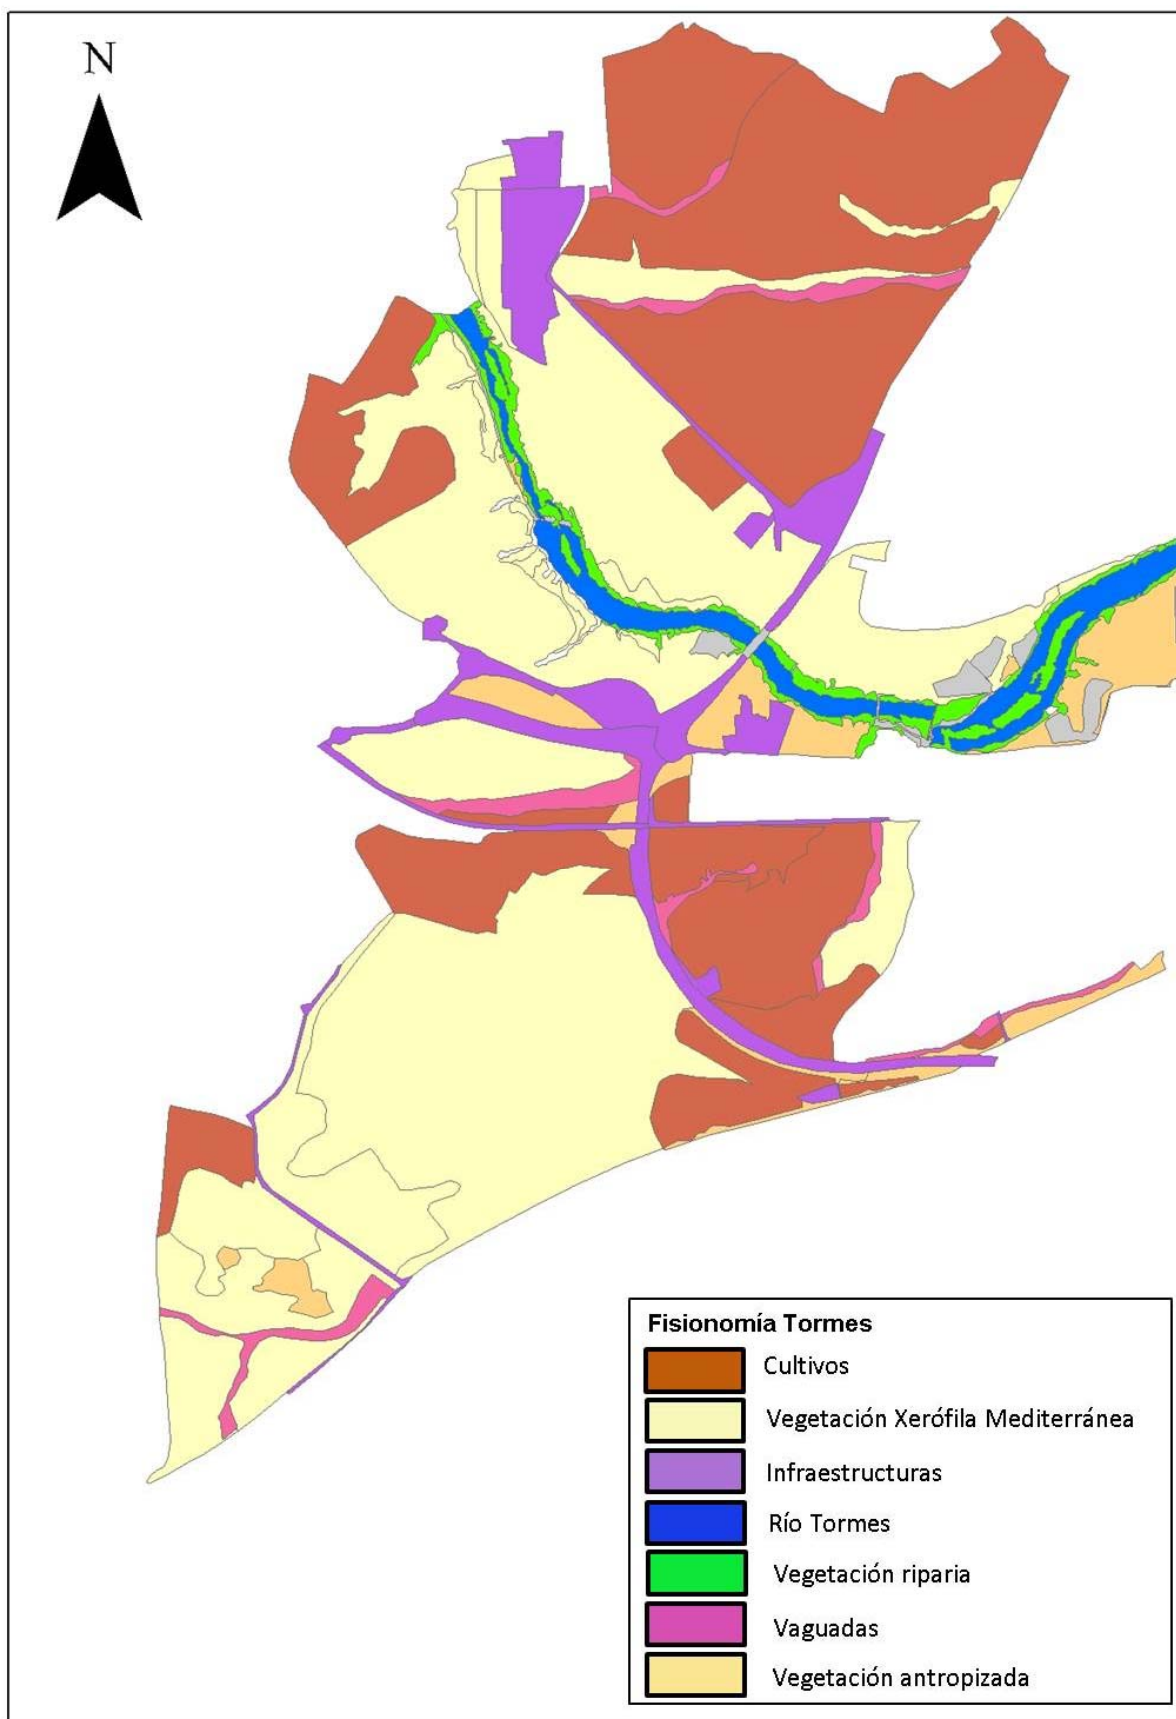 N
Fisionomía Tormes
Cultivos
Vegetación Xerófila Mediterránea
Infraestructuras
Río Tormes
Vegetación riparia
Vaguadas
Vegetación antropizada